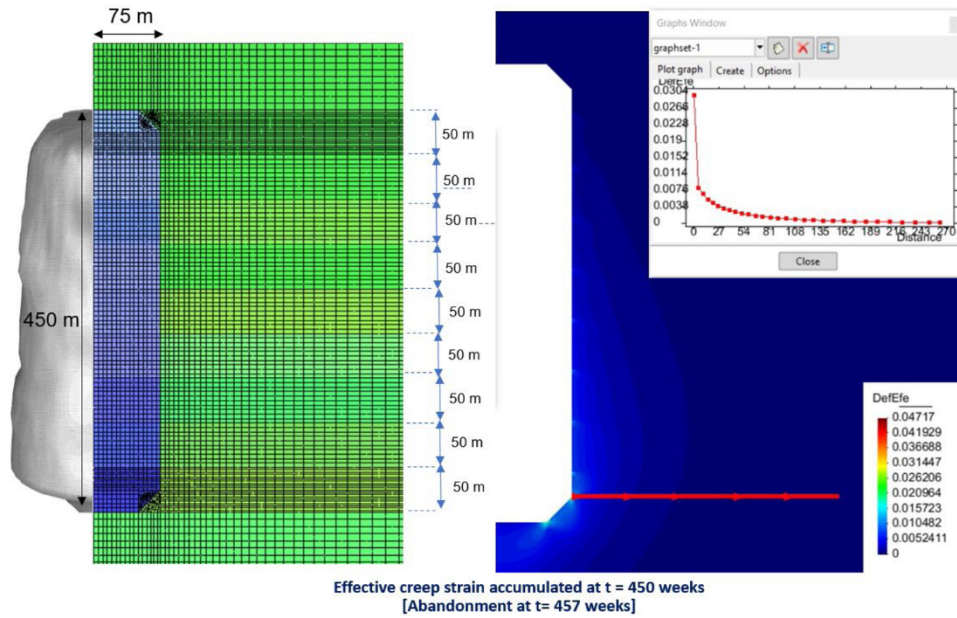 75 m
450 m
50 m
50 m
50 m
50 m
50 m
50 m
50 m
50 m
50 m
Graphs Window
graphset-1
Plot graph Create Options
DefEfe
0.0304
0.0266
0.0228
0.019
0.0152
0.0114
0.0076
0.0038
0
0 27 54 81 108 135 162 189 216 243 270
Distance
Close
DefEfe
0.04717
0.041929
0.036688
0.031447
0.026206
0.020964
0.015723
0.010482
0.0052411
0
Effective creep strain accumulated at t = 450 weeks
[Abandonment at t= 457 weeks]